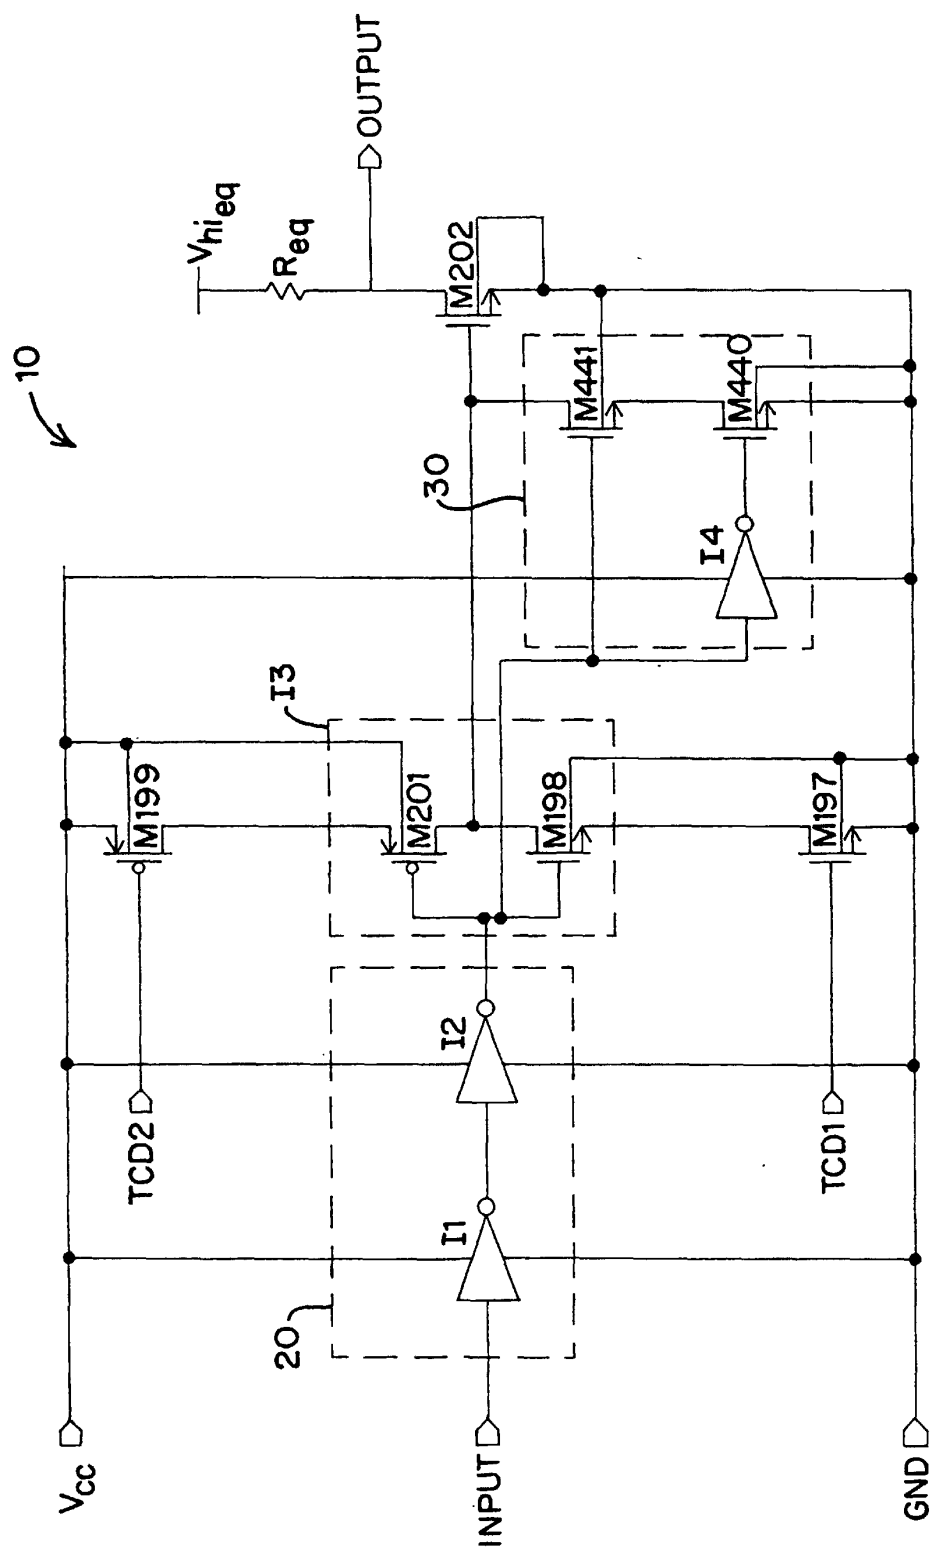 10
Vcc
INPUT
GND
20
I1
I2
TCD2
TCD1
I3
M199
M201
M198
M197
30
I4
M441
M440
M202
Vhieq
Req
OUTPUT